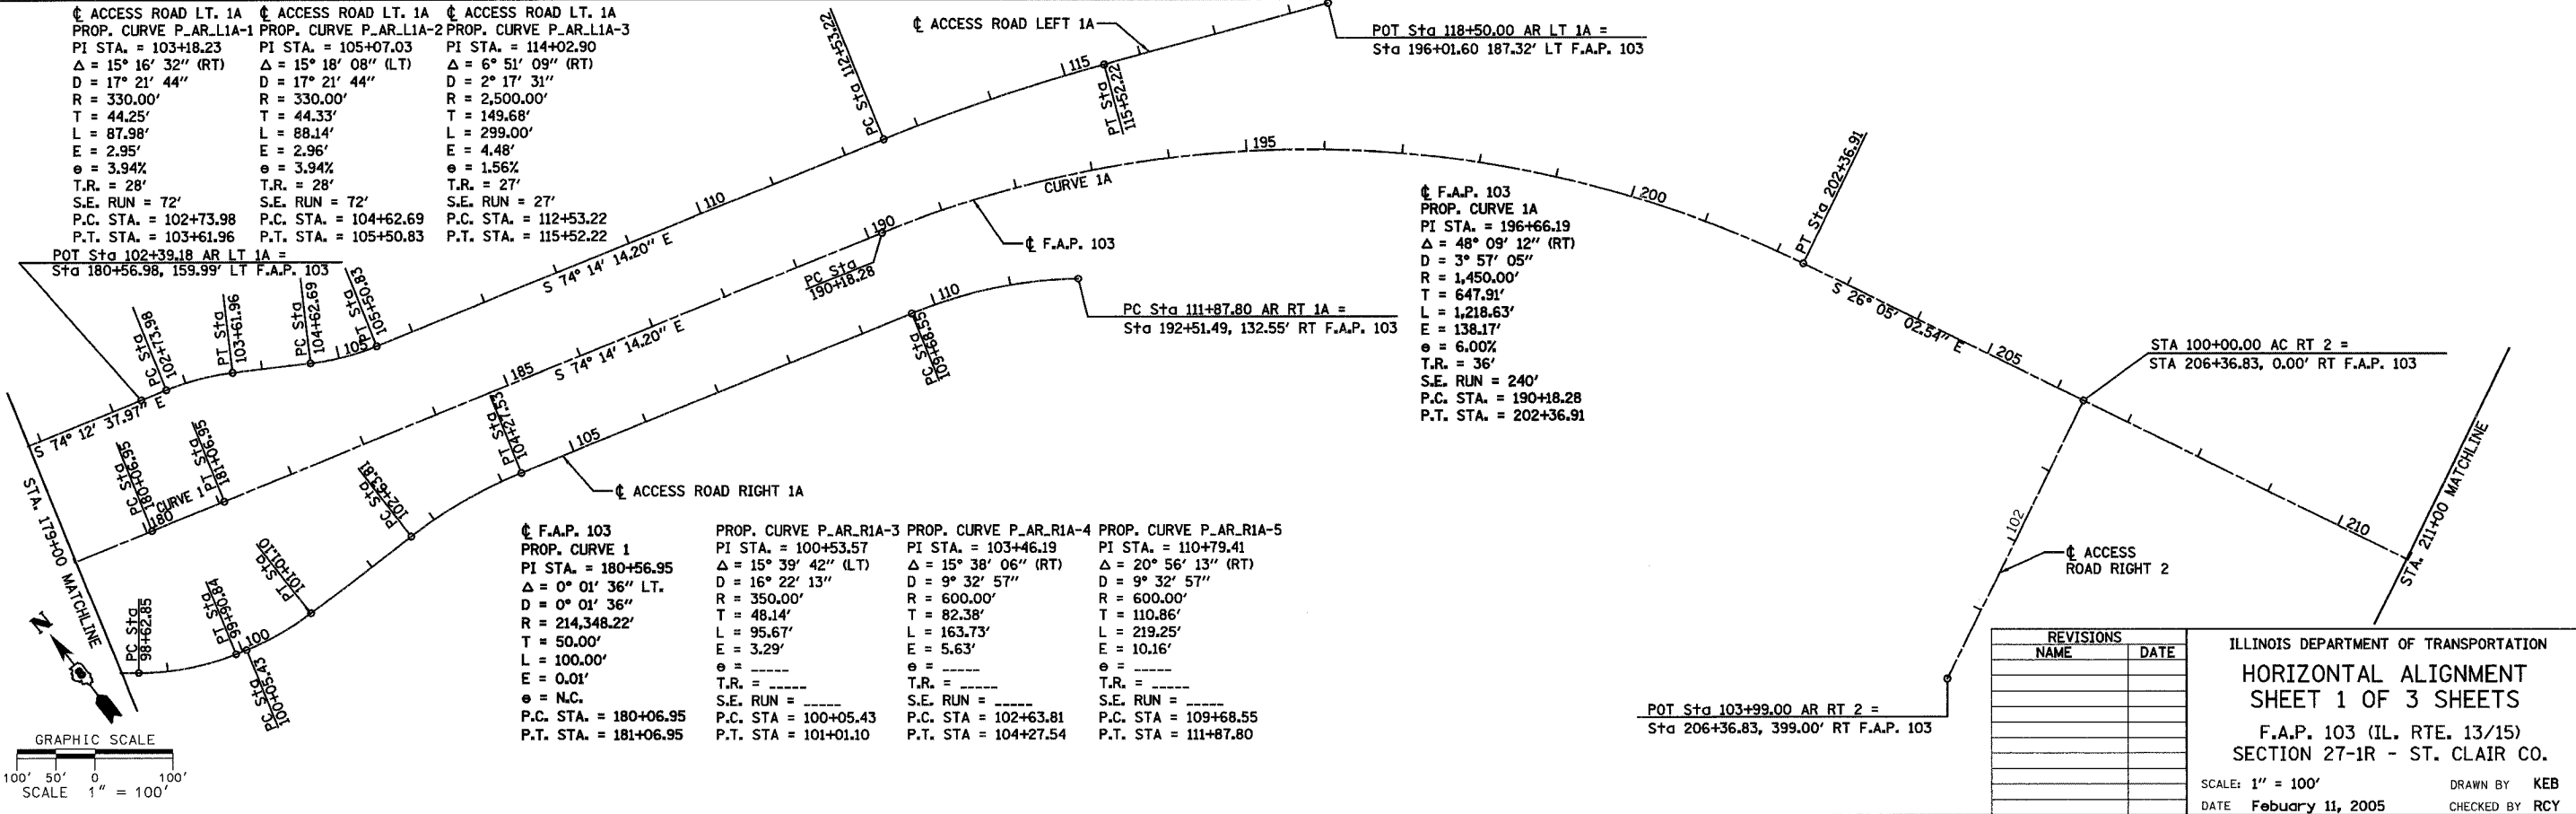 ℄ ACCESS ROAD LT. 1A
PROP. CURVE P_AR_L1A-1
PI STA. = 103+18.23
Δ = 15° 16' 32" (RT)
D = 17° 21' 44"
R = 330.00'
T = 44.25'
L = 87.98'
E = 2.95'
e = 3.94%
T.R. = 28'
S.E. RUN = 72'
P.C. STA. = 102+73.98
P.T. STA. = 103+61.96
℄ ACCESS ROAD LT. 1A
PROP. CURVE P_AR_L1A-2
PI STA. = 105+07.03
Δ = 15° 18' 08" (LT)
D = 17° 21' 44"
R = 330.00'
T = 44.33'
L = 88.14'
E = 2.96'
e = 3.94%
T.R. = 28'
S.E. RUN = 72'
P.C. STA. = 104+62.69
P.T. STA. = 105+50.83
℄ ACCESS ROAD LT. 1A
PROP. CURVE P_AR_L1A-3
PI STA. = 114+02.90
Δ = 6° 51' 09" (RT)
D = 2° 17' 31"
R = 2,500.00'
T = 149.68'
L = 299.00'
E = 4.48'
e = 1.56%
T.R. = 27'
S.E. RUN = 27'
P.C. STA. = 112+53.22
P.T. STA. = 115+52.22
POT Sta 102+39.18 AR LT 1A =
Sta 180+56.98, 159.99' LT F.A.P. 103
℄ ACCESS ROAD LEFT 1A
POT Sta 118+50.00 AR LT 1A =
Sta 196+01.60 187.32' LT F.A.P. 103
PC Sta 112+53.22
115
PT Sta
115+52.22
110
S 74° 14' 14.20" E
PC Sta
102+73.98
PT Sta
103+61.96
PC Sta
104+62.69
105
PT Sta
105+50.83
S 74° 12' 37.97" E
STA. 179+00 MATCHLINE
PC Sta
180+06.95
PT Sta
181+06.95
CURVE 1
180
185
S 74° 14' 14.20" E
190
PC Sta
190+18.28
CURVE 1A
℄ F.A.P. 103
195
200
PT Sta 202+36.91
S 26° 05' 02.54" E
205
210
STA. 211+00 MATCHLINE
℄ F.A.P. 103
PROP. CURVE 1A
PI STA. = 196+66.19
Δ = 48° 09' 12" (RT)
D = 3° 57' 05"
R = 1,450.00'
T = 647.91'
L = 1,218.63'
E = 138.17'
e = 6.00%
T.R. = 36'
S.E. RUN = 240'
P.C. STA. = 190+18.28
P.T. STA. = 202+36.91
STA 100+00.00 AC RT 2 =
STA 206+36.83, 0.00' RT F.A.P. 103
PC Sta 111+87.80 AR RT 1A =
Sta 192+51.49, 132.55' RT F.A.P. 103
110
PC Sta
109+68.55
105
PT Sta
104+27.53
PC Sta
102+63.81
PT Sta
101+01.10
100
PC Sta
100+05.43
PT Sta
99+90.84
PC Sta
98+62.85
℄ ACCESS ROAD RIGHT 1A
102
℄ ACCESS
ROAD RIGHT 2
POT Sta 103+99.00 AR RT 2 =
Sta 206+36.83, 399.00' RT F.A.P. 103
℄ F.A.P. 103
PROP. CURVE 1
PI STA. = 180+56.95
Δ = 0° 01' 36" LT.
D = 0° 01' 36"
R = 214,348.22'
T = 50.00'
L = 100.00'
E = 0.01'
e = N.C.
P.C. STA. = 180+06.95
P.T. STA. = 181+06.95
PROP. CURVE P_AR_R1A-3
PI STA. = 100+53.57
Δ = 15° 39' 42" (LT)
D = 16° 22' 13"
R = 350.00'
T = 48.14'
L = 95.67'
E = 3.29'
e = _____
T.R. = _____
S.E. RUN = _____
P.C. STA = 100+05.43
P.T. STA = 101+01.10
PROP. CURVE P_AR_R1A-4
PI STA. = 103+46.19
Δ = 15° 38' 06" (RT)
D = 9° 32' 57"
R = 600.00'
T = 82.38'
L = 163.73'
E = 5.63'
e = _____
T.R. = _____
S.E. RUN = _____
P.C. STA = 102+63.81
P.T. STA = 104+27.54
PROP. CURVE P_AR_R1A-5
PI STA. = 110+79.41
Δ = 20° 56' 13" (RT)
D = 9° 32' 57"
R = 600.00'
T = 110.86'
L = 219.25'
E = 10.16'
e = _____
T.R. = _____
S.E. RUN = _____
P.C. STA = 109+68.55
P.T. STA = 111+87.80
N
GRAPHIC SCALE
100' 50' 0 100'
SCALE 1" = 100'
REVISIONS
NAME DATE
ILLINOIS DEPARTMENT OF TRANSPORTATION
HORIZONTAL ALIGNMENT
SHEET 1 OF 3 SHEETS
F.A.P. 103 (IL. RTE. 13/15)
SECTION 27-1R - ST. CLAIR CO.
SCALE: 1" = 100' DRAWN BY KEB
DATE Febuary 11, 2005 CHECKED BY RCY